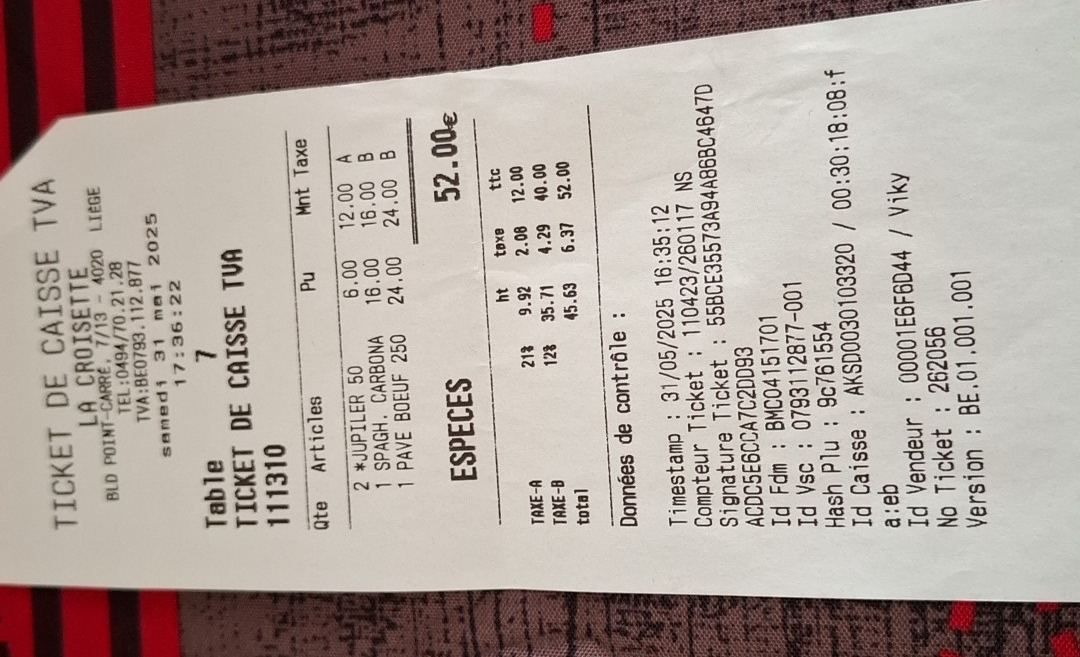 TICKET DE CAISSE TVA
LA CROISETTE
BLD POINT-CARRÉ, 7/13 - 4020 LIEGE
TEL:0494/770.21.28
TVA:BE0793.112.877
samedi 31 mai 2025
17:36:22
Table 7
TICKET DE CAISSE TVA
111310
Qte Articles Pu Mnt Taxe
2 *JUPILER 50 6.00 12.00 A
1 SPAGH. CARBONA 16.00 16.00 B
1 PAVE BOEUF 250 24.00 24.00 B
ESPECES 52.00€
ht taxe ttc
TAXE-A 21% 9.92 2.08 12.00
TAXE-B 12% 35.71 4.29 40.00
total 45.63 6.37 52.00
Données de contrôle :
Timestamp : 31/05/2025 16:35:12
Compteur Ticket : 110423/260117 NS
Signature Ticket : 55BCE35573A94A86BBC4647D
ACDC5E6CCA7C2DD93
Id Fdm : BMC04151701
Id Vsc : 0793112877-001
Hash Plu : 9c761554
Id Caisse : AKSD0030103320 / 00:30:18:08:f
a:eb
Id Vendeur : 00001E6F6D44 / Viky
No Ticket : 262056
Version : BE.01.001.001